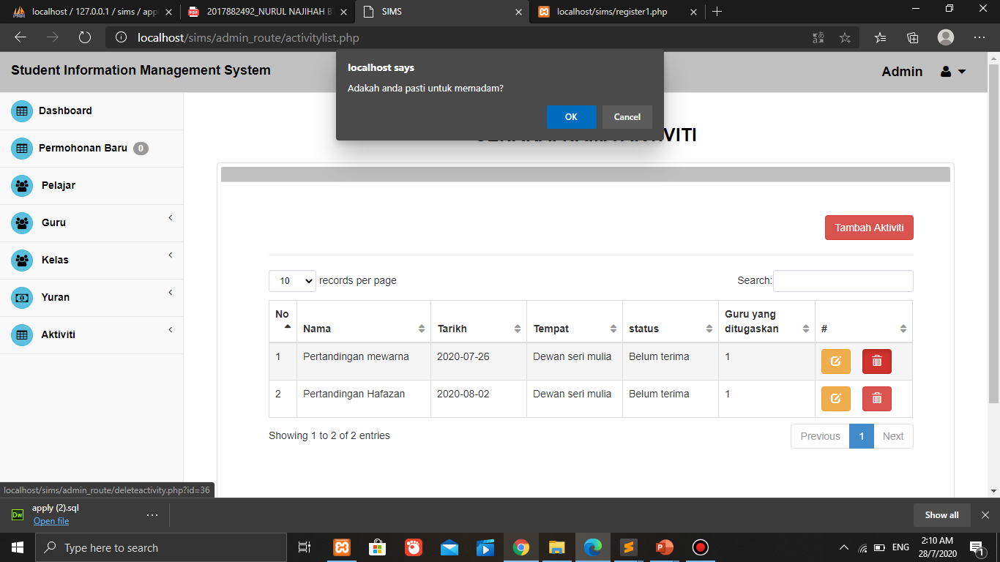 localhost / 127.0.0.1 / sims / app
2017882492_NURUL NAJIHAH B
SIMS
localhost/sims/register1.php
localhost/sims/admin_route/activitylist.php
Student Information Management System
Admin
localhost says
Adakah anda pasti untuk memadam?
OK
Cancel
Dashboard
Permohonan Baru 0
Pelajar
Guru
Kelas
Yuran
Aktiviti
Tambah Aktiviti
10 records per page
Search:
No Nama Tarikh Tempat status Guru yang ditugaskan #
1 Pertandingan mewarna 2020-07-26 Dewan seri mulia Belum terima 1
2 Pertandingan Hafazan 2020-08-02 Dewan seri mulia Belum terima 1
Showing 1 to 2 of 2 entries
Previous 1 Next
localhost/sims/admin_route/deleteactivity.php?id=36
Dw
apply (2).sql
Open file
Show all
Type here to search
ENG
2:10 AM
28/7/2020
1